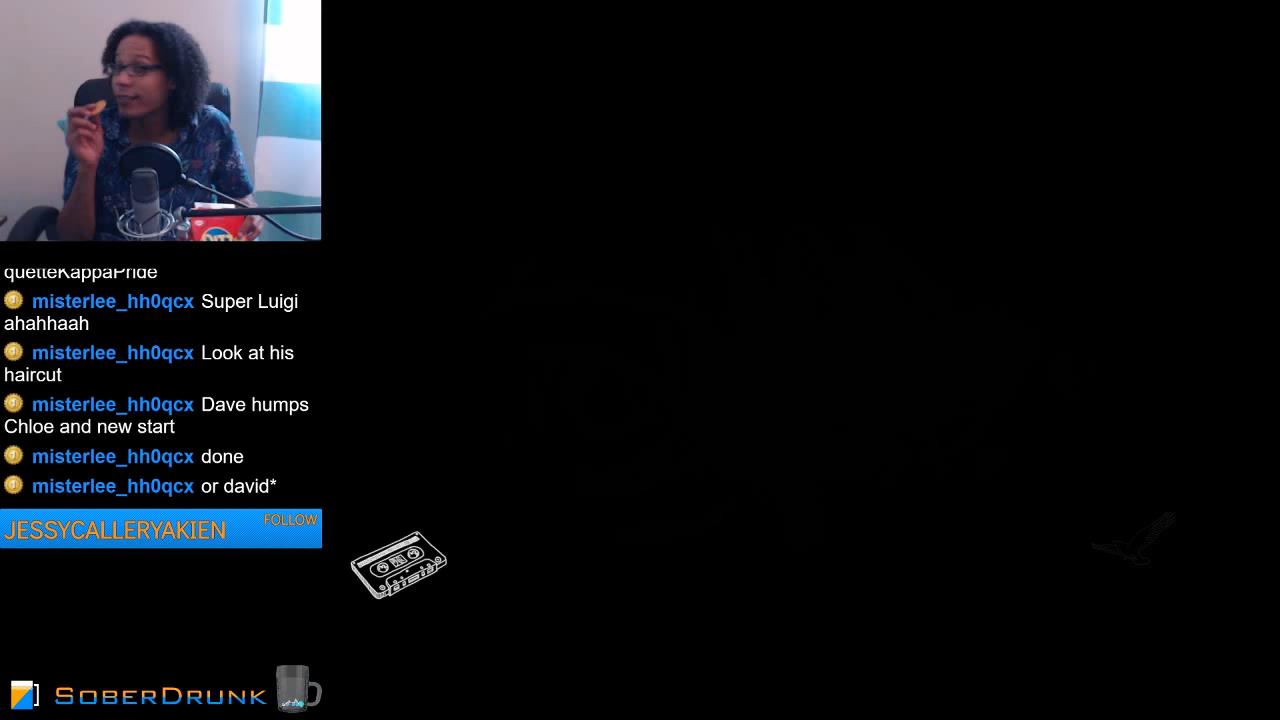 quetteKappaPride
misterlee_hh0qcx Super Luigi
ahahhaah
misterlee_hh0qcx Look at his
haircut
misterlee_hh0qcx Dave humps
Chloe and new start
misterlee_hh0qcx done
misterlee_hh0qcx or david*
JESSYCALLERYAKIEN FOLLOW
SOBERDRUNK